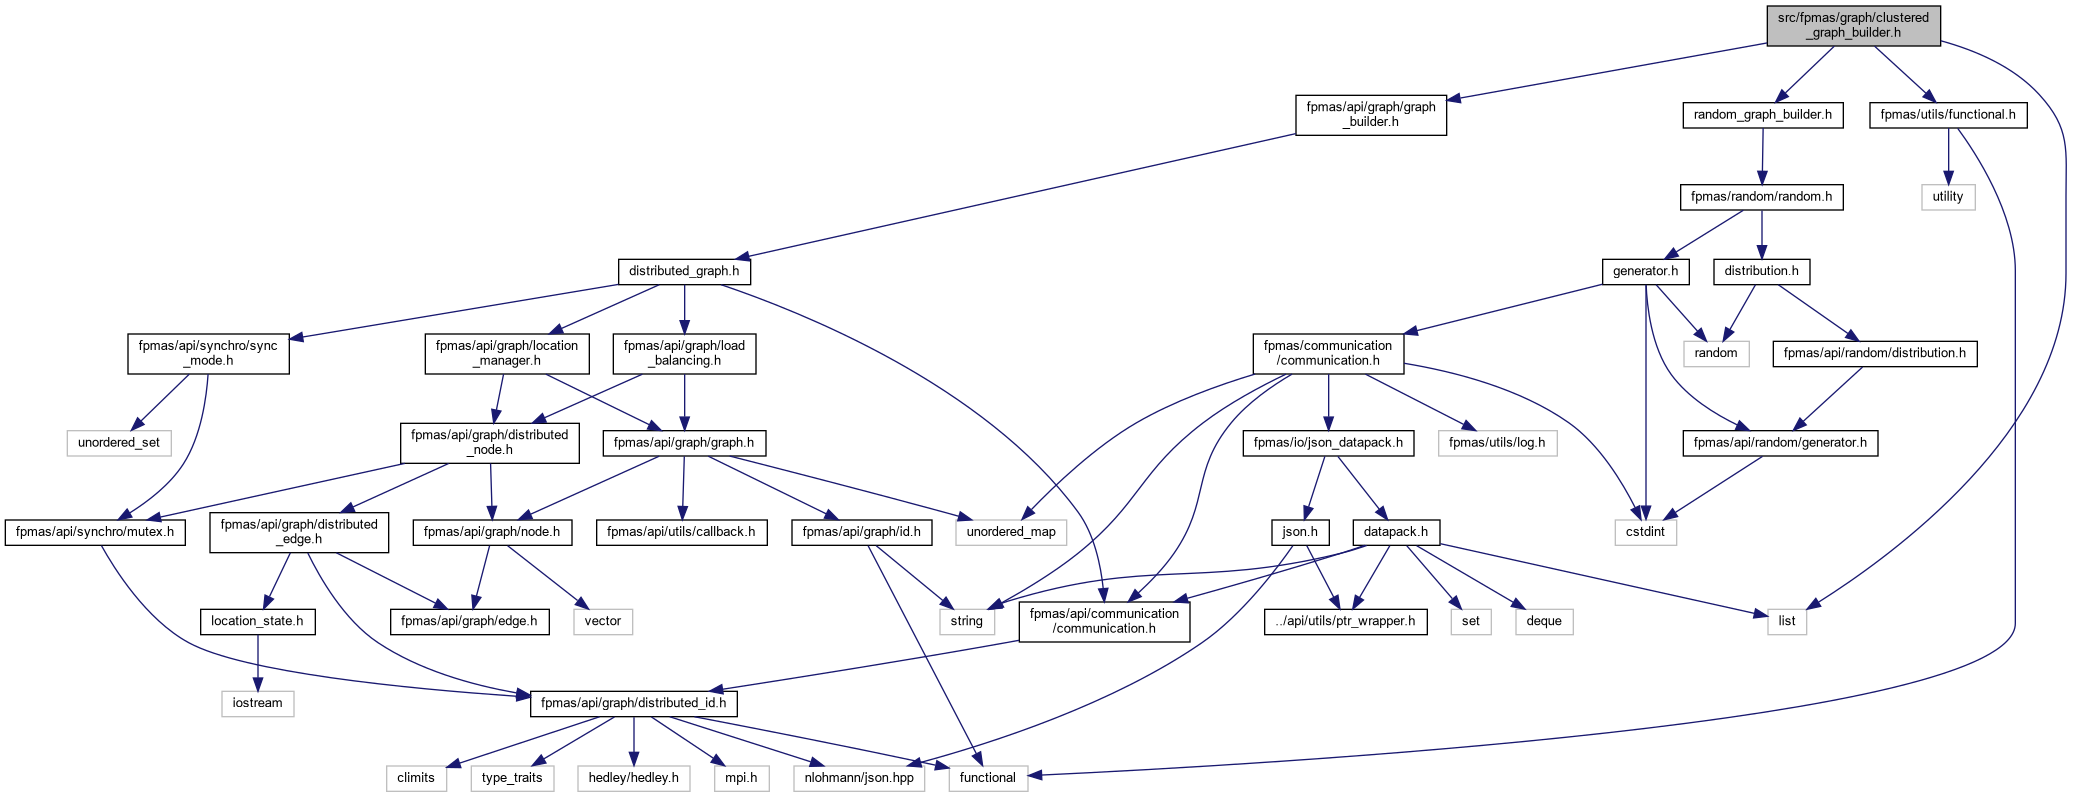 src/fpmas/graph/clustered
_graph_builder.h
fpmas/api/graph/graph
_builder.h
random_graph_builder.h
fpmas/utils/functional.h
fpmas/random/random.h
utility
distributed_graph.h
generator.h
distribution.h
fpmas/api/synchro/sync
_mode.h
fpmas/api/graph/location
_manager.h
fpmas/api/graph/load
_balancing.h
fpmas/communication
/communication.h
random
fpmas/api/random/distribution.h
unordered_set
fpmas/api/graph/distributed
_node.h
fpmas/api/graph/graph.h
fpmas/io/json_datapack.h
fpmas/utils/log.h
fpmas/api/random/generator.h
fpmas/api/synchro/mutex.h
fpmas/api/graph/distributed
_edge.h
fpmas/api/graph/node.h
fpmas/api/utils/callback.h
fpmas/api/graph/id.h
unordered_map
json.h
datapack.h
cstdint
location_state.h
fpmas/api/graph/edge.h
vector
string
fpmas/api/communication
/communication.h
../api/utils/ptr_wrapper.h
set
deque
list
iostream
fpmas/api/graph/distributed_id.h
climits
type_traits
hedley/hedley.h
mpi.h
nlohmann/json.hpp
functional